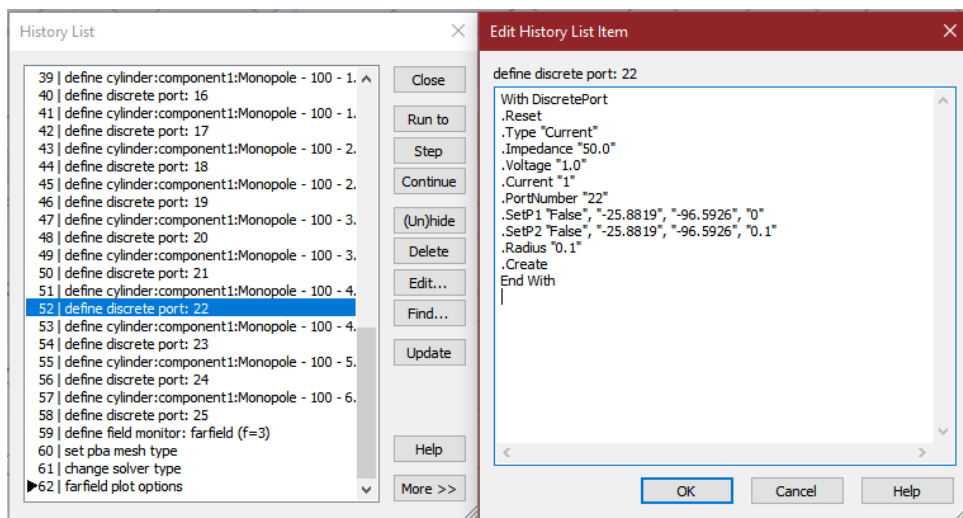 History List
39 | define cylinder:component1:Monopole - 100 - 1.
40 | define discrete port: 16
41 | define cylinder:component1:Monopole - 100 - 1.
42 | define discrete port: 17
43 | define cylinder:component1:Monopole - 100 - 2.
44 | define discrete port: 18
45 | define cylinder:component1:Monopole - 100 - 2.
46 | define discrete port: 19
47 | define cylinder:component1:Monopole - 100 - 3.
48 | define discrete port: 20
49 | define cylinder:component1:Monopole - 100 - 3.
50 | define discrete port: 21
51 | define cylinder:component1:Monopole - 100 - 4.
52 | define discrete port: 22
53 | define cylinder:component1:Monopole - 100 - 4.
54 | define discrete port: 23
55 | define cylinder:component1:Monopole - 100 - 5.
56 | define discrete port: 24
57 | define cylinder:component1:Monopole - 100 - 6.
58 | define discrete port: 25
59 | define field monitor: farfield (f=3)
60 | set pba mesh type
61 | change solver type
62 | farfield plot options
Close
Run to
Step
Continue
(Un)hide
Delete
Edit...
Find...
Update
Help
More >>
Edit History List Item
define discrete port: 22
With DiscretePort
.Reset
.Type "Current"
.Impedance "50.0"
.Voltage "1.0"
.Current "1"
.PortNumber "22"
.SetP1 "False", "-25.8819", "-96.5926", "0"
.SetP2 "False", "-25.8819", "-96.5926", "0.1"
.Radius "0.1"
.Create
End With
OK
Cancel
Help